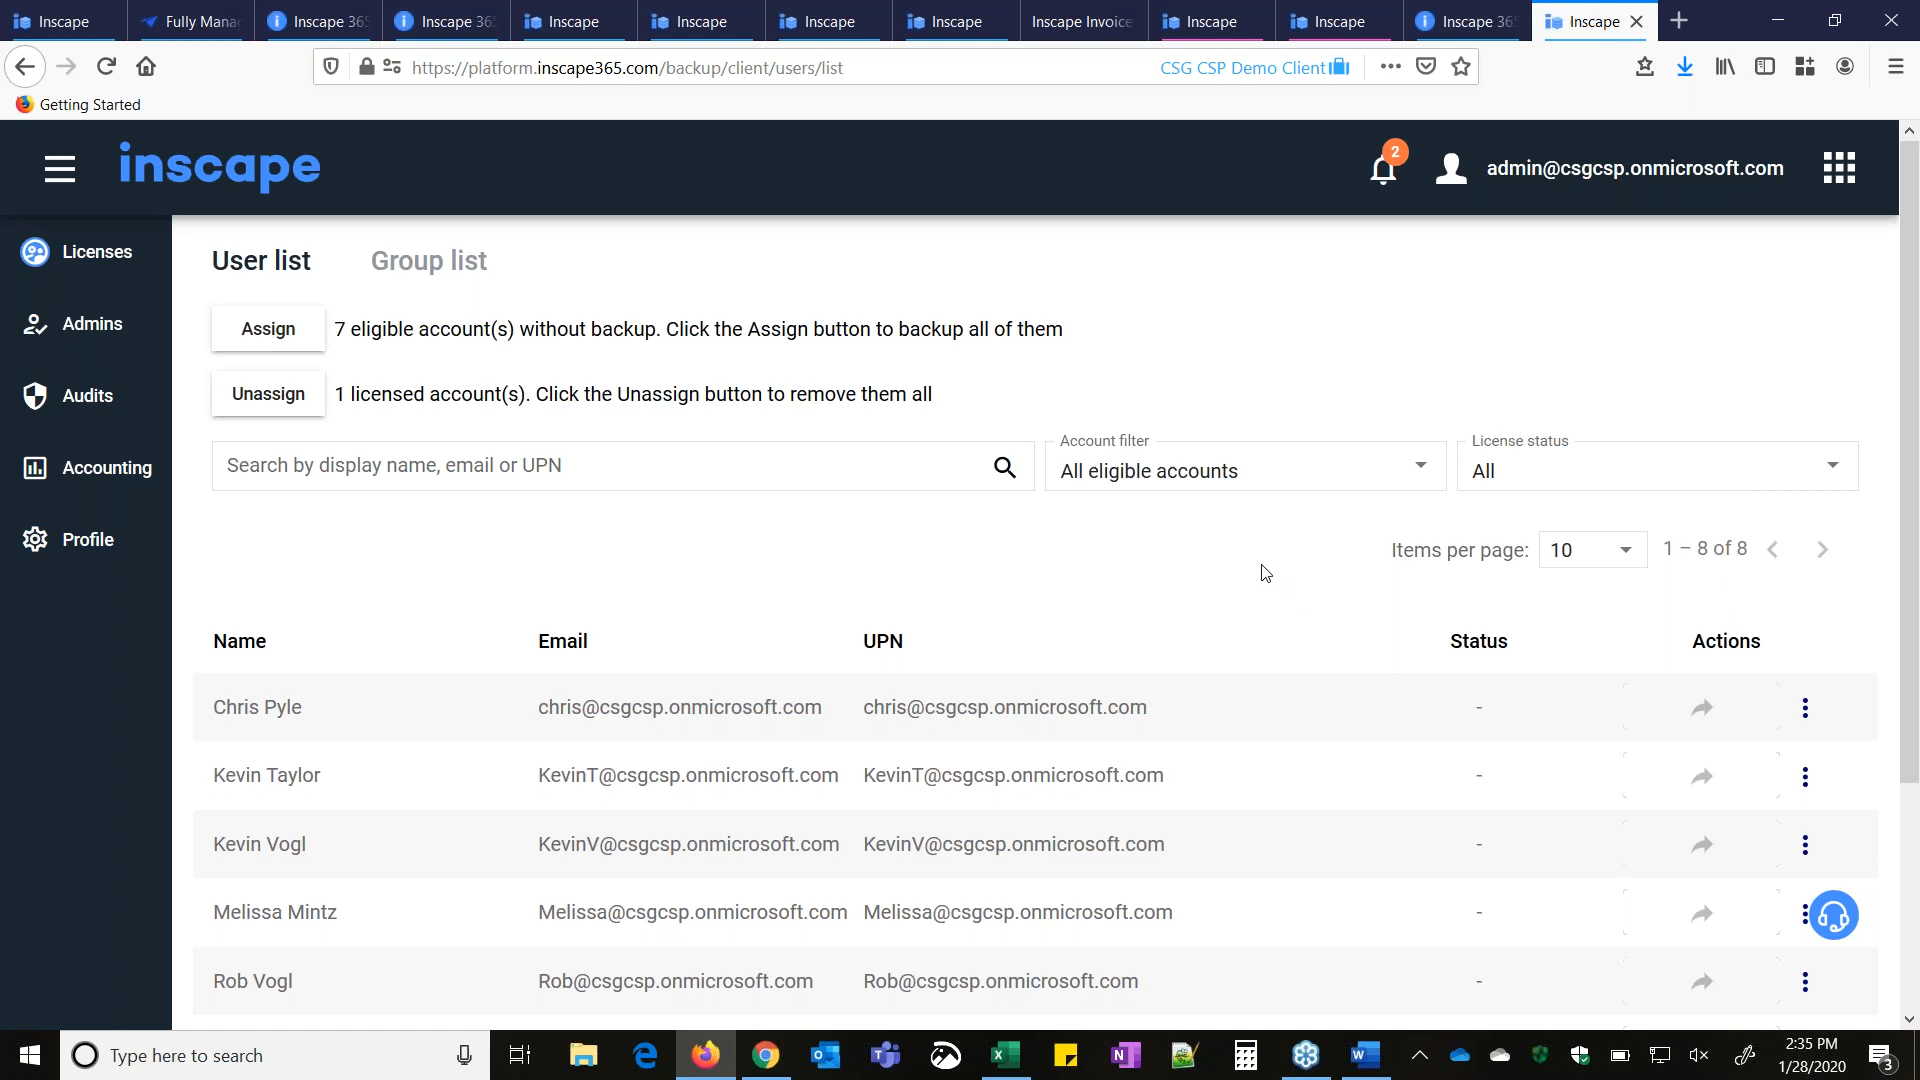 Inscape
Fully Mana
Inscape 365
Inscape 36
Inscape
Inscape
Inscape
Inscape
Inscape Invoice
Inscape
Inscape
Inscape 36
Inscape
https://platform.inscape365.com/backup/client/users/list
CSG CSP Demo Client
Getting Started
inscape
2
admin@csgcsp.onmicrosoft.com
Licenses
Admins
Audits
Accounting
Profile
User list
Group list
Assign
7 eligible account(s) without backup. Click the Assign button to backup all of them
Unassign
1 licensed account(s). Click the Unassign button to remove them all
Search by display name, email or UPN
Account filter
All eligible accounts
License status
All
Items per page:
10
1 – 8 of 8
Name Email UPN Status Actions
Chris Pyle chris@csgcsp.onmicrosoft.com chris@csgcsp.onmicrosoft.com -
Kevin Taylor KevinT@csgcsp.onmicrosoft.com KevinT@csgcsp.onmicrosoft.com -
Kevin Vogl KevinV@csgcsp.onmicrosoft.com KevinV@csgcsp.onmicrosoft.com -
Melissa Mintz Melissa@csgcsp.onmicrosoft.com Melissa@csgcsp.onmicrosoft.com -
Rob Vogl Rob@csgcsp.onmicrosoft.com Rob@csgcsp.onmicrosoft.com -
Type here to search
2:35 PM
1/28/2020
3